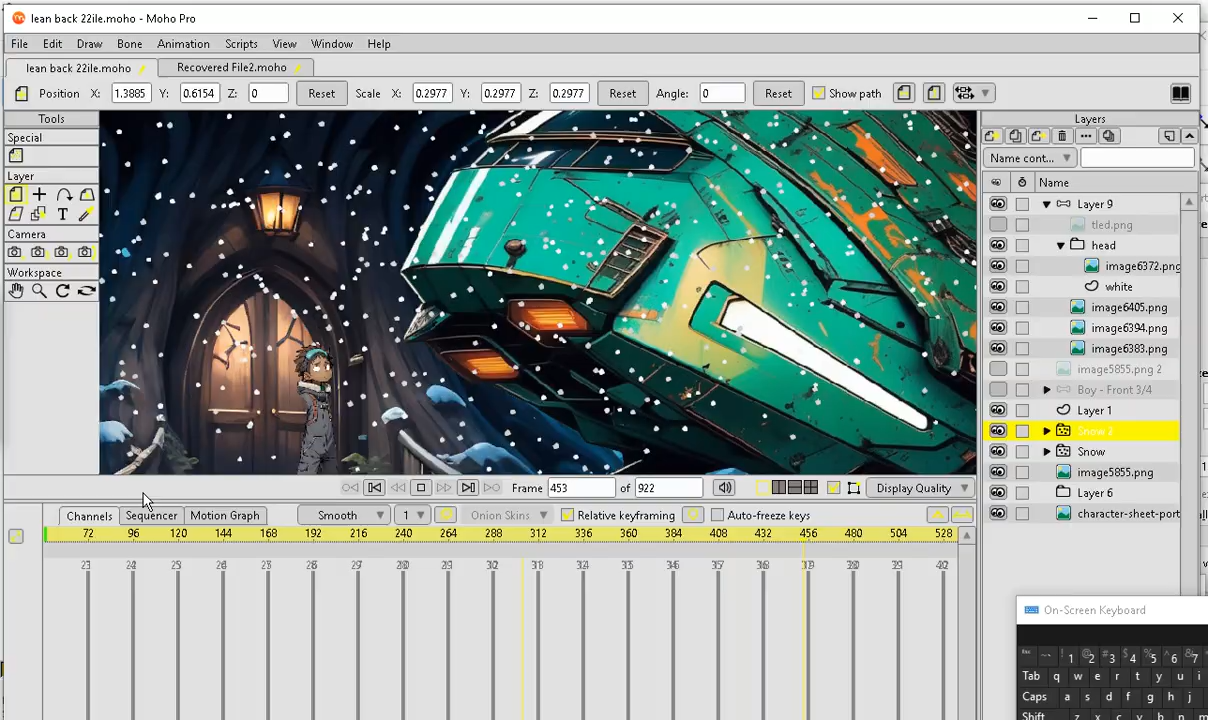 lean back 22ile.moho - Moho Pro
File Edit Draw Bone Animation Scripts View Window Help
lean back 22ile.moho Recovered File2.moho
Position X: 1.3885 Y: 0.6154 Z: 0 Reset Scale X: 0.2977 Y: 0.2977 Z: 0.2977 Reset Angle: 0 Reset Show path
Tools
Special
Layer
Camera
Workspace
Layers
Name cont...
Name
Layer 9
tled.png
head
image6372.png
white
image6405.png
image6394.png
image6383.png
image5855.png 2
Boy - Front 3/4
Layer 1
Snow 2
Snow
image5855.png
Layer 6
character-sheet-port
Frame 453 of 922 Display Quality
Channels Sequencer Motion Graph Smooth 1 Onion Skins Relative keyframing Auto-freeze keys
72 96 120 144 168 192 216 240 264 288 312 336 360 384 408 432 456 480 504 528
On-Screen Keyboard
Tab q w e r t y u i
Caps a s d f g h j
Shift z x c v b n m